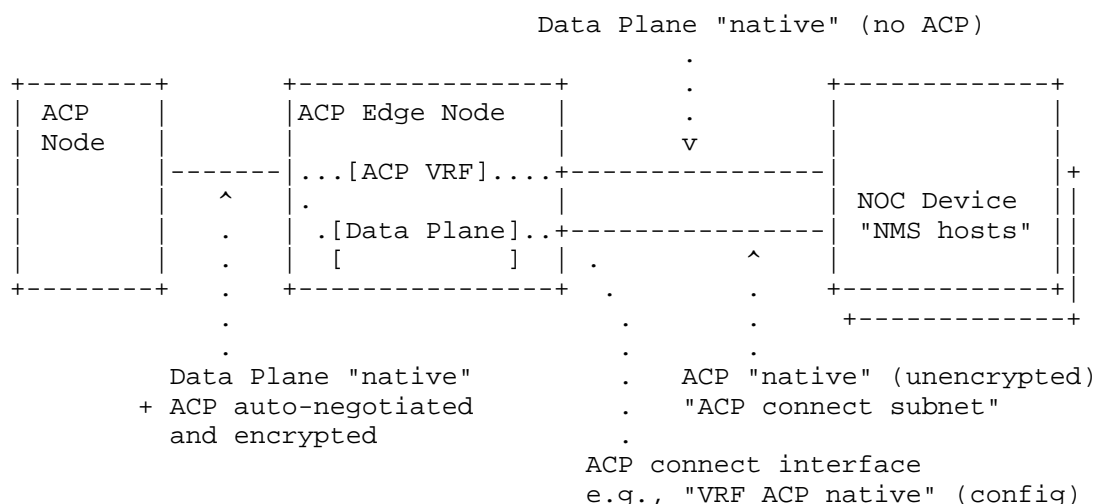 Data Plane "native" (no ACP)
ACP
ACP Edge Node
Node
[ACP VRF]
NOC Device
[Data Plane]
"NMS hosts"
[ ]
Data Plane "native"
+ ACP auto-negotiated
and encrypted
ACP "native" (unencrypted)
"ACP connect subnet"
ACP connect interface
e.g., "VRF ACP native" (config)